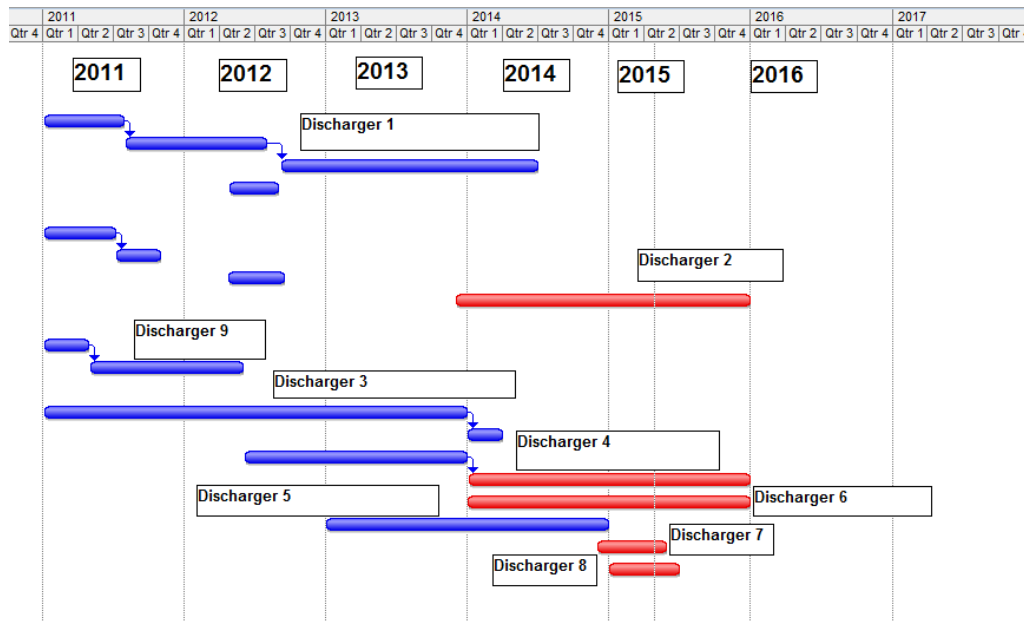 2011 2012 2013 2014 2015 2016 2017
Qtr 4 Qtr 1 Qtr 2 Qtr 3 Qtr 4 Qtr 1 Qtr 2 Qtr 3 Qtr 4 Qtr 1 Qtr 2 Qtr 3 Qtr 4 Qtr 1 Qtr 2 Qtr 3 Qtr 4 Qtr 1 Qtr 2 Qtr 3 Qtr 4 Qtr 1 Qtr 2 Qtr 3 Qtr 4 Qtr 1 Qtr 2 Qtr 3 Qtr
2011 2012 2013 2014 2015 2016
Discharger 1
Discharger 2
Discharger 9
Discharger 3
Discharger 4
Discharger 5
Discharger 6
Discharger 7
Discharger 8